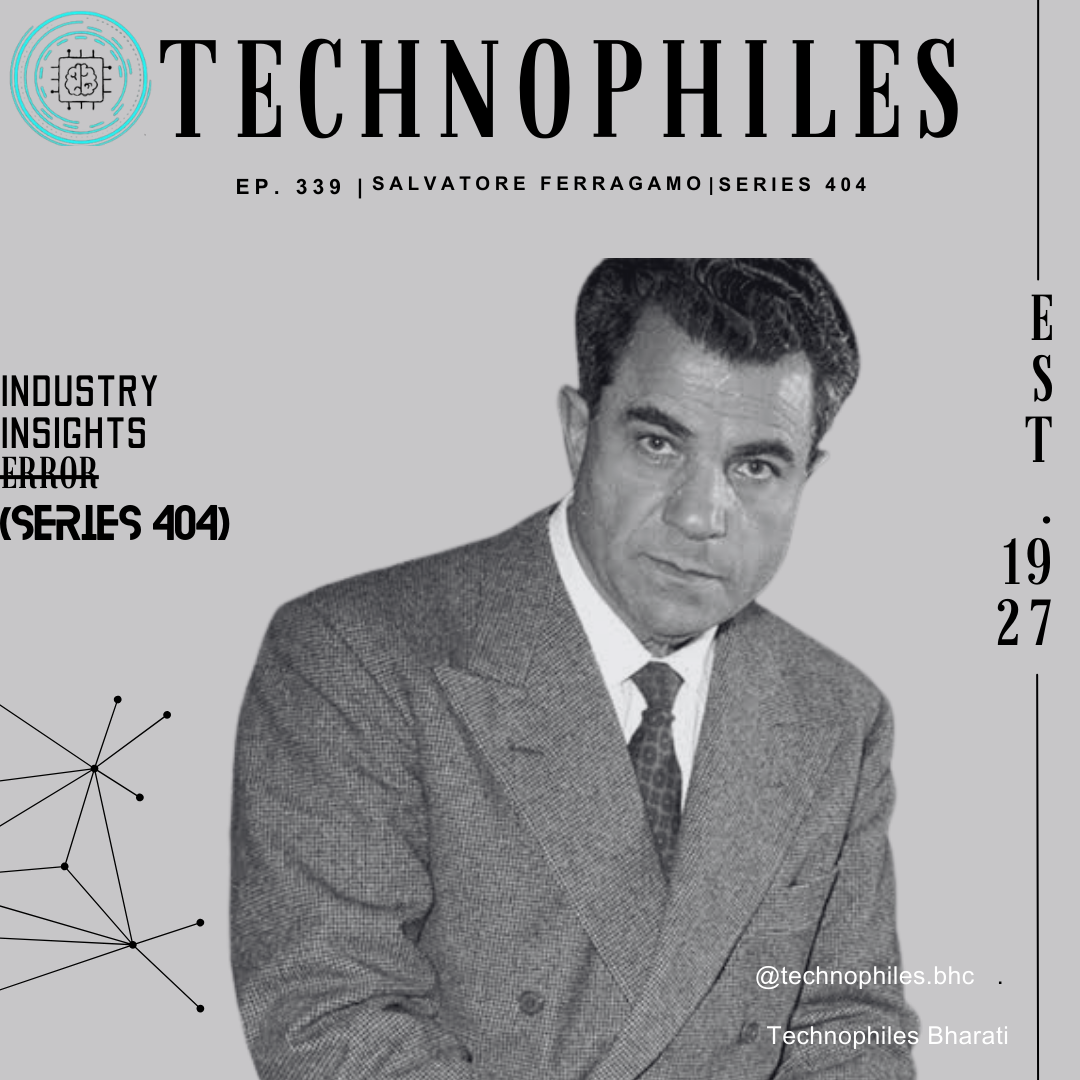 TECHNOPHILES
EP. 339 | SALVATORE FERRAGAMO|SERIES 404
INDUSTRY
INSIGHTS
ERROR
(SERIES 404)
E
S
T
.
19
27
@technophiles.bhc .
Technophiles Bharati